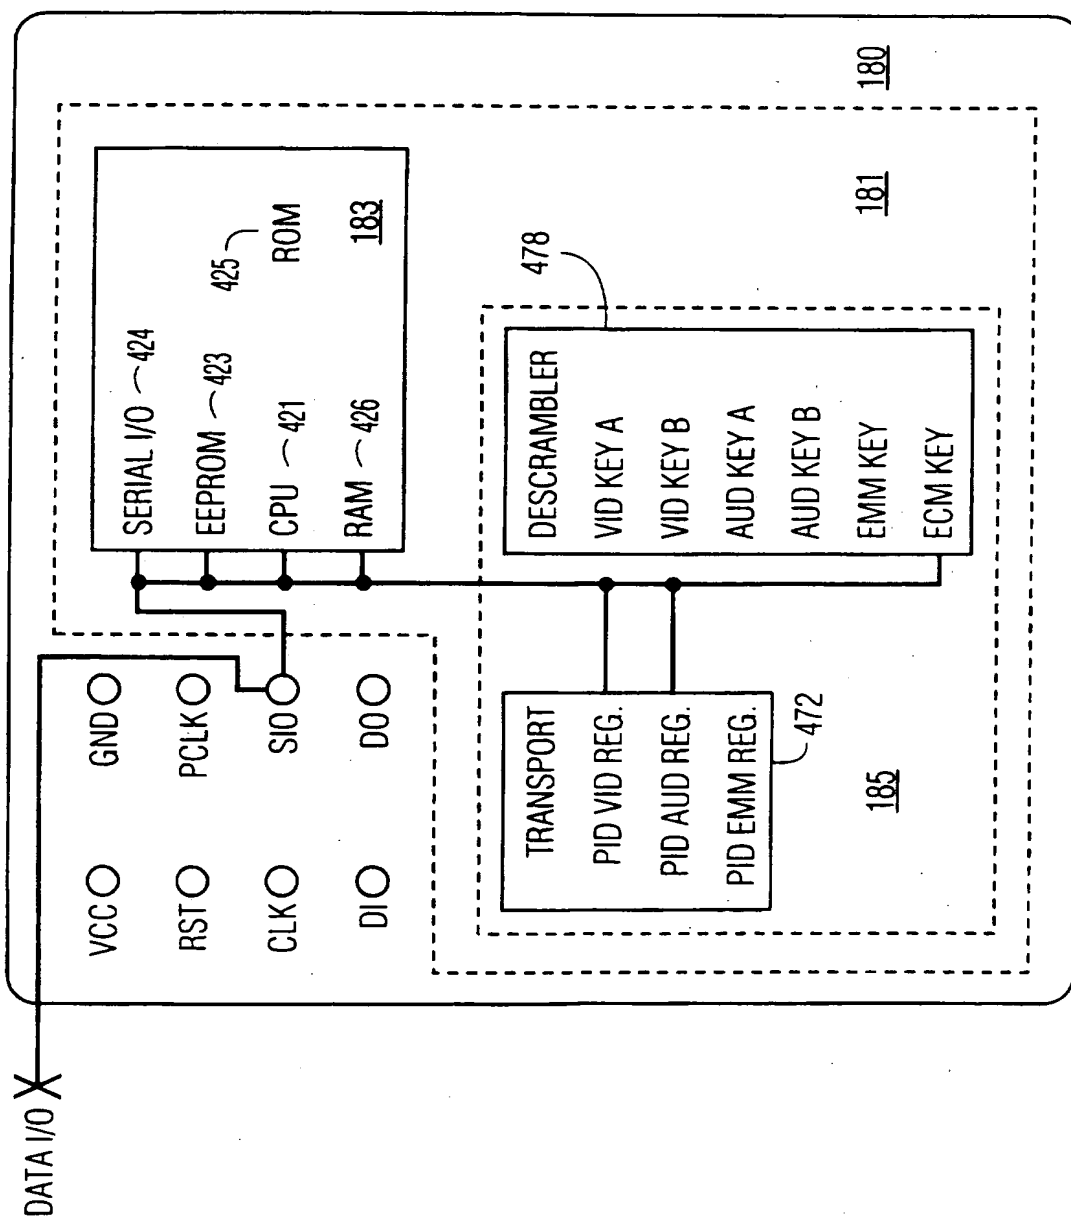 DATA I/O
VCC
GND
RST
PCLK
CLK
SIO
DI
DO
SERIAL I/O 424
EEPROM 423
425
ROM
CPU 421
RAM 426
183
TRANSPORT
PID VID REG.
PID AUD REG.
PID EMM REG.
472
185
DESCRAMBLER
VID KEY A
VID KEY B
AUD KEY A
AUD KEY B
EMM KEY
ECM KEY
478
181
180